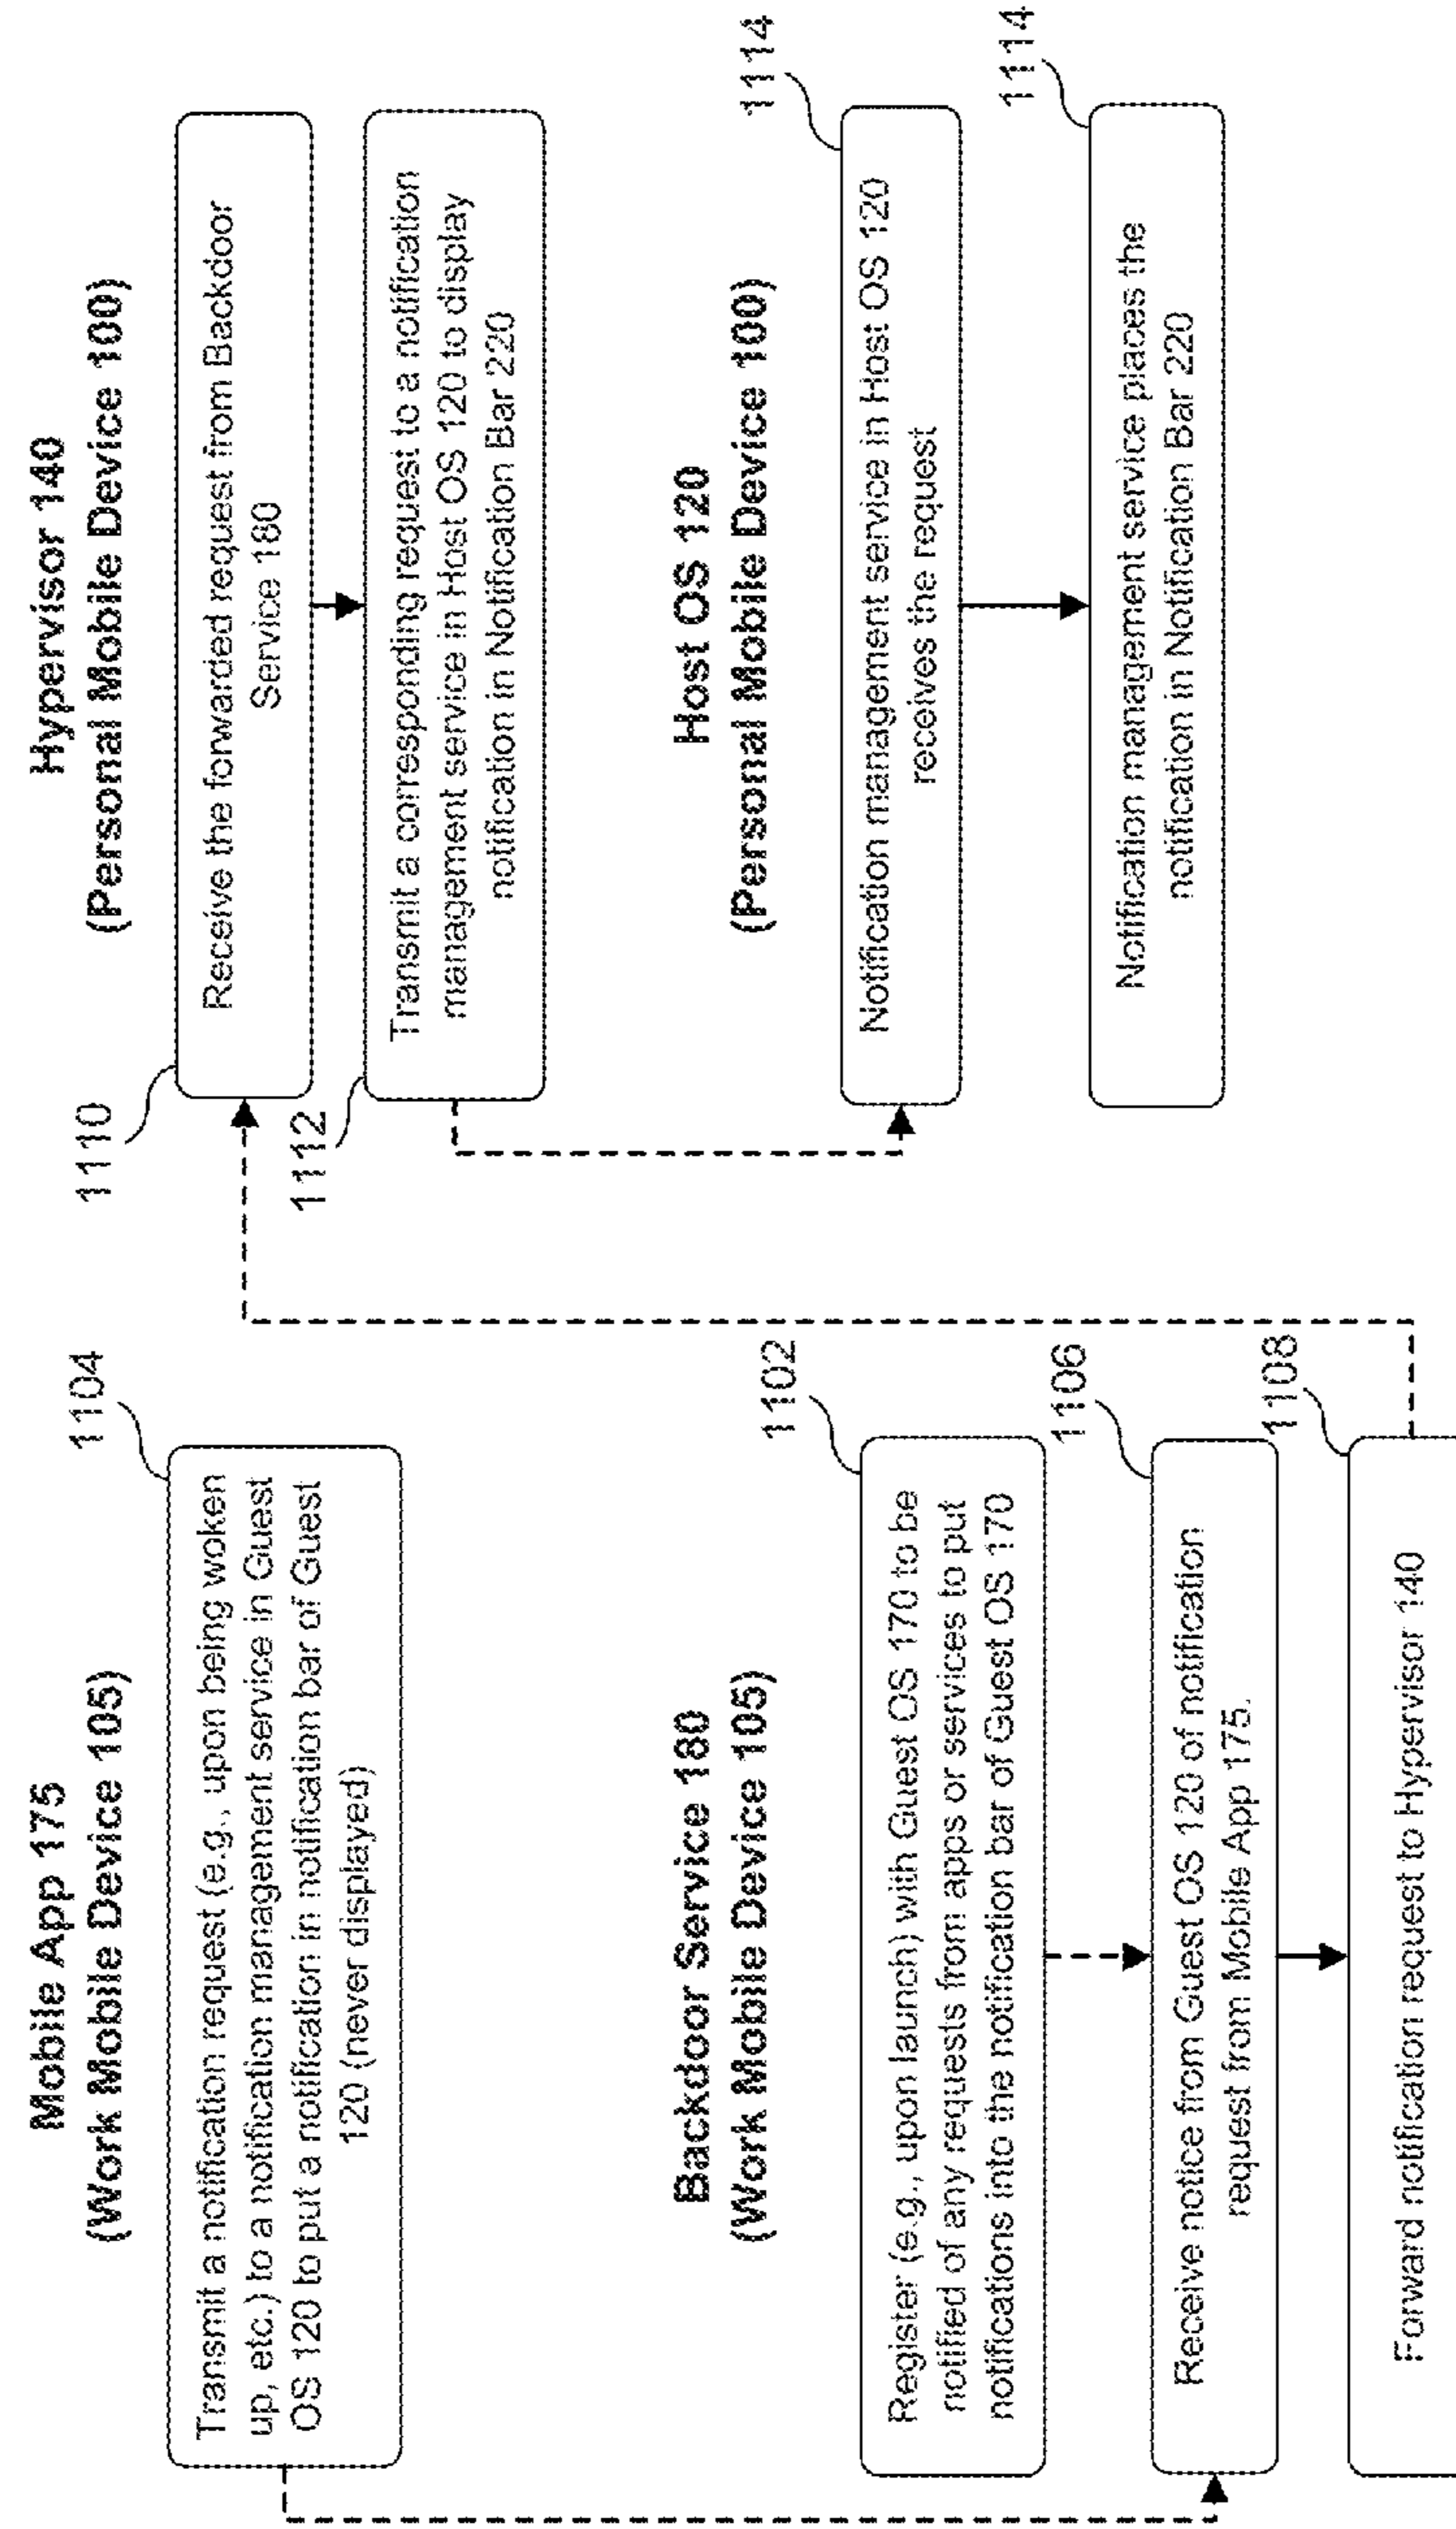 Mobile App 175
(Work Mobile Device 105)
1104
Transmit a notification request (e.g., upon being woken
up, etc.) to a notification management service in Guest
OS 120 to put a notification in notification bar of Guest
120 (never displayed)
Backdoor Service 180
(Work Mobile Device 105)
1102
Register (e.g., upon launch) with Guest OS 170 to be
notified of any requests from apps or services to put
notifications into the notification bar of Guest OS 170
1106
Receive notice from Guest OS 120 of notification
request from Mobile App 175.
1108
Forward notification request to Hypervisor 140
Hypervisor 140
(Personal Mobile Device 100)
1110
Receive the forwarded request from Backdoor
Service 180
1112
Transmit a corresponding request to a notification
management service in Host OS 120 to display
notification in Notification Bar 220
Host OS 120
(Personal Mobile Device 100)
1114
Notification management service in Host OS 120
receives the request
1114
Notification management service places the
notification in Notification Bar 220